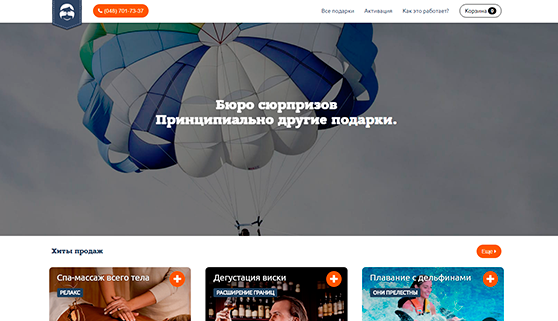 (048) 701-73-37
Все подарки Активация Как это работает? Корзина 0
Бюро сюрпризов
Принципиально другие подарки.
Хиты продаж
Ещё
Спа-массаж всего тела
РЕЛАКС
Дегустация виски
РАСШИРЕНИЕ ГРАНИЦ
Плавание с дельфинами
ОНИ ПРЕЛЕСТНЫ